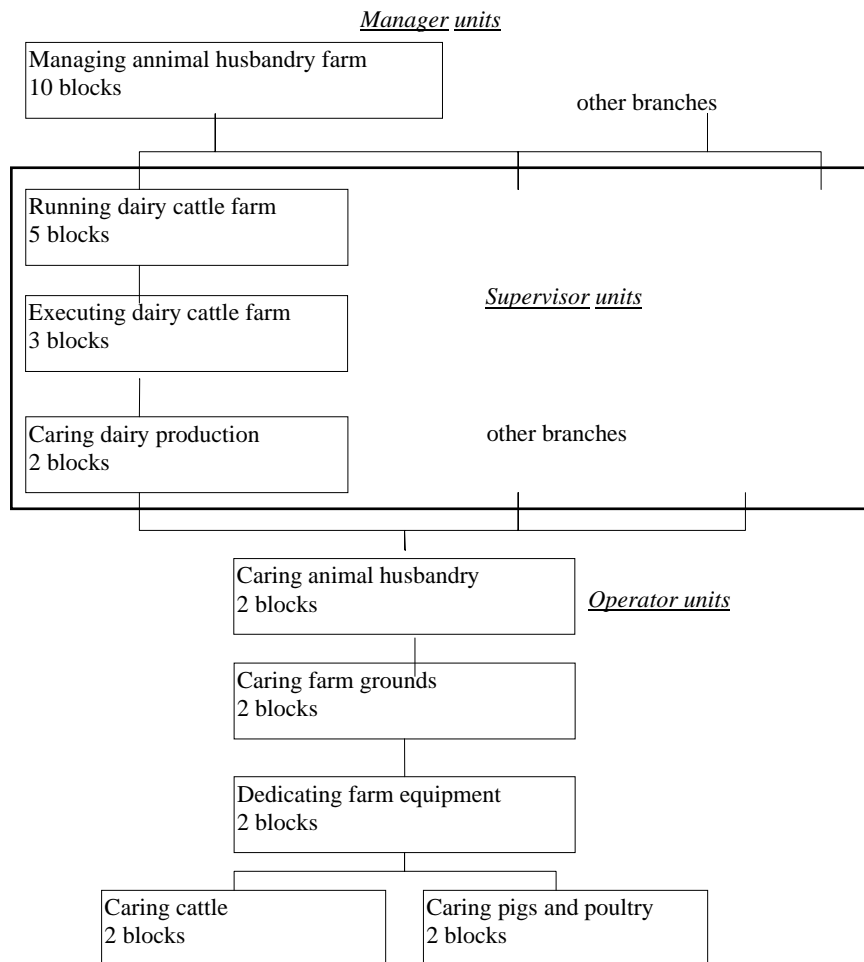 Manager units
Managing annimal husbandry farm
10 blocks
other branches
Running dairy cattle farm
5 blocks
Supervisor units
Executing dairy cattle farm
3 blocks
Caring dairy production
2 blocks
other branches
Caring animal husbandry
2 blocks
Operator units
Caring farm grounds
2 blocks
Dedicating farm equipment
2 blocks
Caring cattle
2 blocks
Caring pigs and poultry
2 blocks